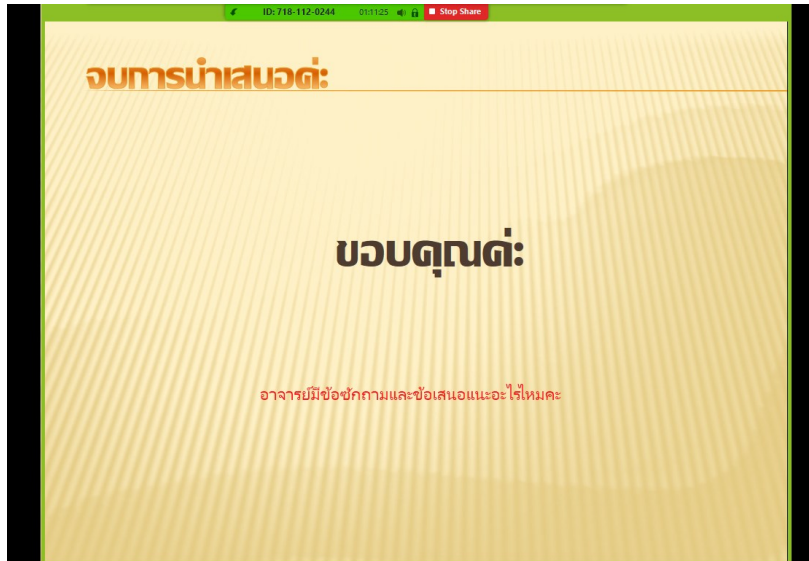 ID: 718-112-0244 01:11:25 Stop Share
จบการนำเสนอค่ะ
ขอบคุณค่ะ
อาจารย์มีข้อซักถามและข้อเสนอแนะอะไรไหมคะ